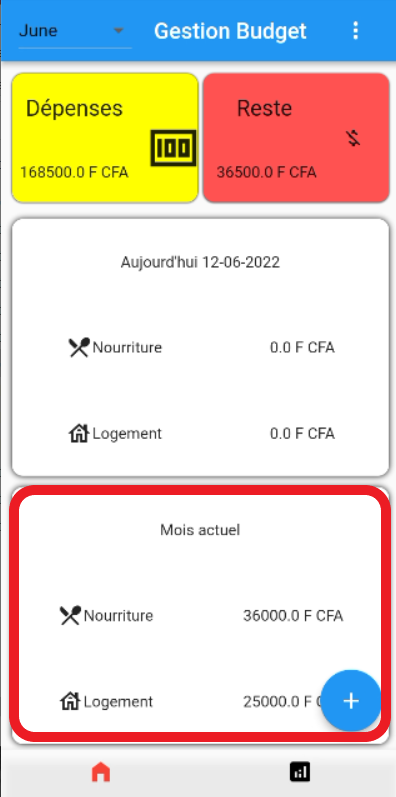 June Gestion Budget
Dépenses
100
168500.0 F CFA
Reste
36500.0 F CFA
Aujourd'hui 12-06-2022
Nourriture 0.0 F CFA
Logement 0.0 F CFA
Mois actuel
Nourriture 36000.0 F CFA
Logement 25000.0 F